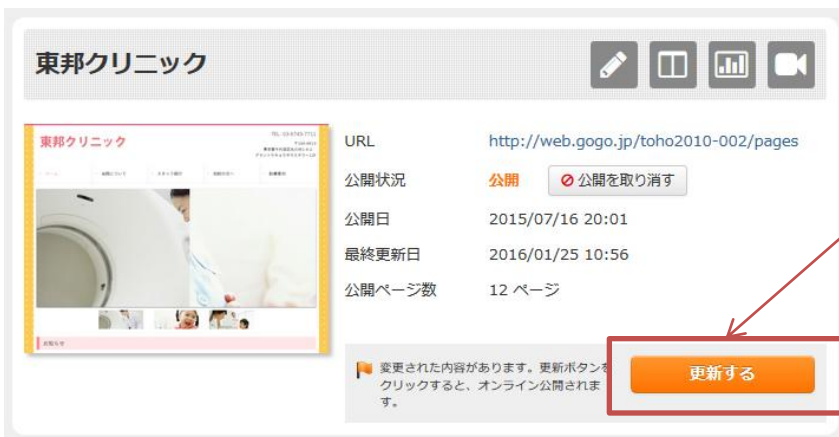 東邦クリニック
東邦クリニック
URL
http://web.gogo.jp/toho2010-002/pages
公開状況
公開
公開を取り消す
公開日
2015/07/16 20:01
最終更新日
2016/01/25 10:56
公開ページ数
12 ページ
お知らせ
変更された内容があります。更新ボタンを
クリックすると、オンライン公開されま
す。
更新する